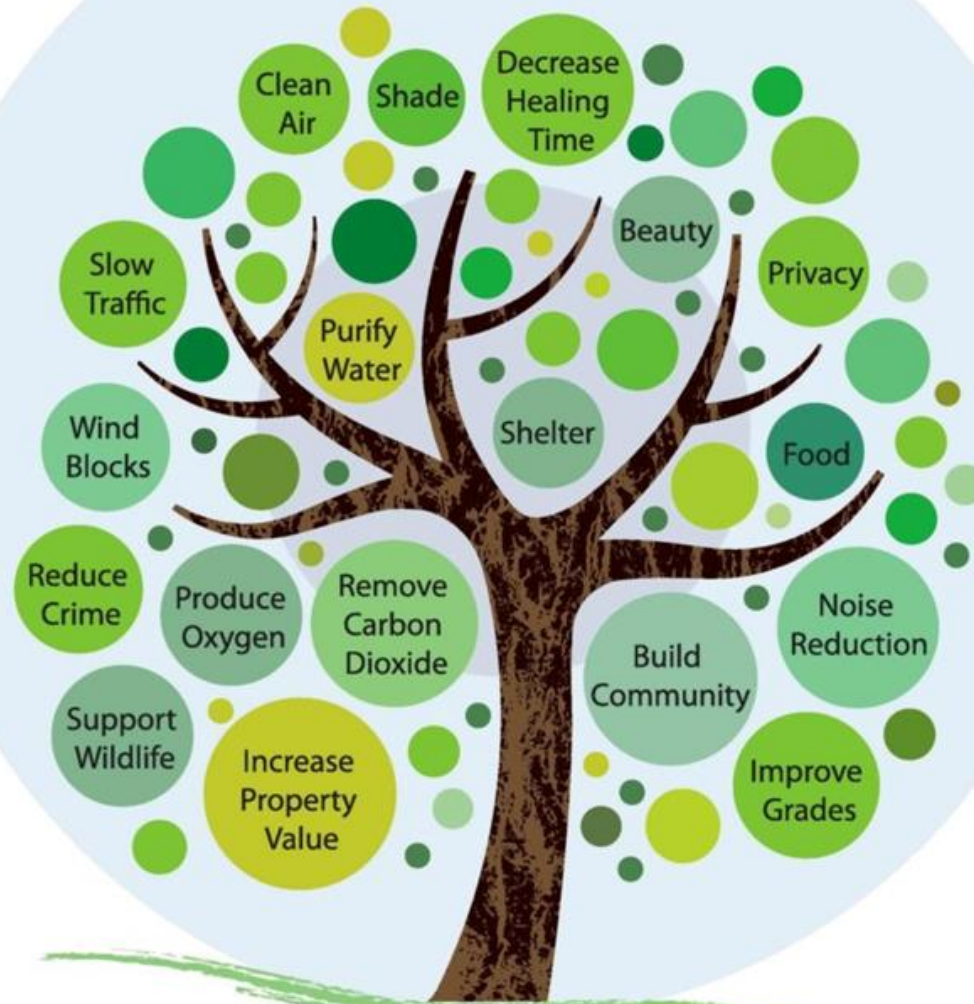 Clean
Air
Shade
Decrease
Healing
Time
Beauty
Slow
Traffic
Privacy
Purify
Water
Wind
Blocks
Shelter
Food
Reduce
Crime
Produce
Oxygen
Remove
Carbon
Dioxide
Noise
Reduction
Build
Community
Support
Wildlife
Increase
Property
Value
Improve
Grades